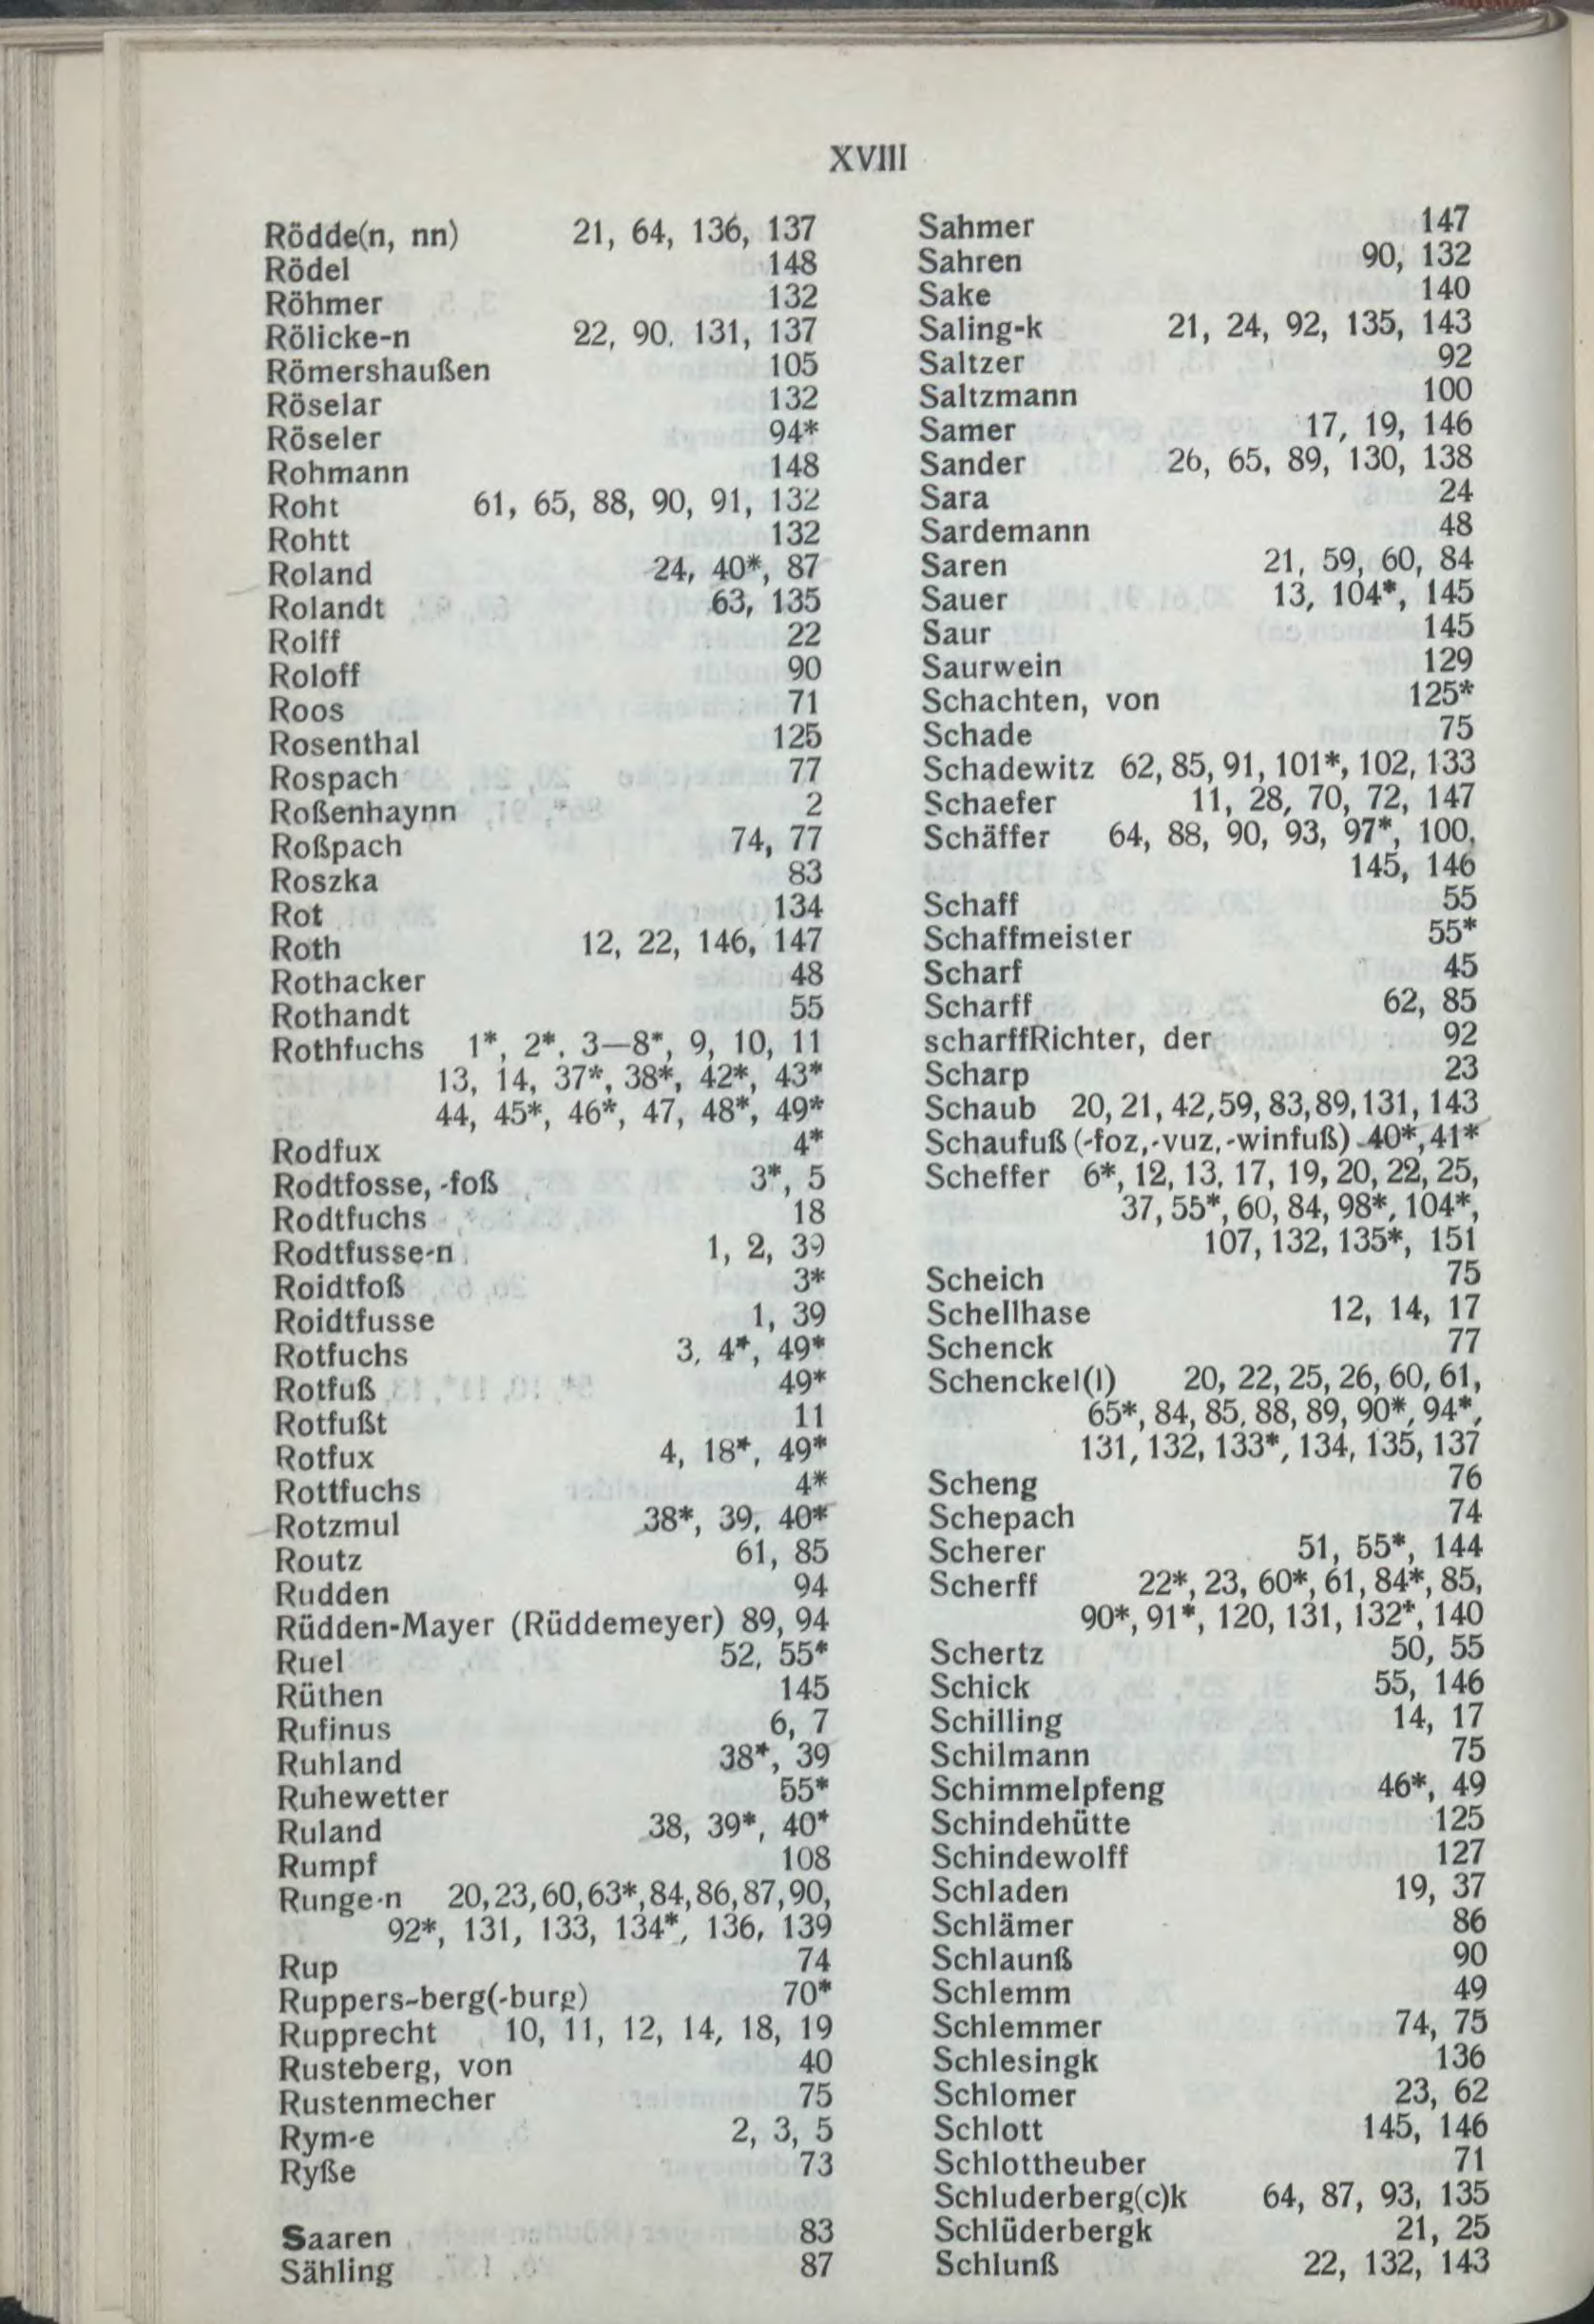 XVIII
Rödde(n, nn) 21, 64, 136, 137
Rödel 148
Röhmer 132
Rölicke-n 22, 90, 131, 137
Römershaußen 105
Röselar 132
Röseler 94*
Rohmann 148
Roht 61, 65, 88, 90, 91, 132
Rohtt 132
Roland 24, 40*, 87
Rolandt 63, 135
Rolff 22
Roloff 90
Roos 71
Rosenthal 125
Rospach 77
Roßenhaynn 2
Roßpach 74, 77
Roszka 83
Rot 134
Roth 12, 22, 146, 147
Rothacker 48
Rothandt 55
Rothfuchs 1*, 2*, 3—8*, 9, 10, 11
13, 14, 37*, 38*, 42*, 43*
44, 45*, 46*, 47, 48*, 49*
Rodfux 4*
Rodtfosse, -foß 3*, 5
Rodtfuchs 18
Rodtfusse-n 1, 2, 39
Roidtfoß 3*
Roidtfusse 1, 39
Rotfuchs 3, 4*, 49*
Rotfuß 49*
Rotfußt 11
Rotfux 4, 18*, 49*
Rottfuchs 4*
Rotzmul 38*, 39, 40*
Routz 61, 85
Rudden 94
Rüdden-Mayer (Rüddemeyer) 89, 94
Ruel 52, 55*
Rüthen 145
Rufinus 6, 7
Ruhland 38*, 39
Ruhewetter 55*
Ruland 38, 39*, 40*
Rumpf 108
Runge-n 20, 23, 60, 63*, 84, 86, 87, 90,
92*, 131, 133, 134*, 136, 139
Rup 74
Ruppers-berg(-burg) 70*
Rupprecht 10, 11, 12, 14, 18, 19
Rusteberg, von 40
Rustenmecher 75
Rym-e 2, 3, 5
Ryße 73
Saaren 83
Sähling 87
Sahmer 147
Sahren 90, 132
Sake 140
Saling-k 21, 24, 92, 135, 143
Saltzer 92
Saltzmann 100
Samer 17, 19, 146
Sander 26, 65, 89, 130, 138
Sara 24
Sardemann 48
Saren 21, 59, 60, 84
Sauer 13, 104*, 145
Saur 145
Saurwein 129
Schachten, von 125*
Schade 75
Schadewitz 62, 85, 91, 101*, 102, 133
Schaefer 11, 28, 70, 72, 147
Schäffer 64, 88, 90, 93, 97*, 100,
145, 146
Schaff 55
Schaffmeister 55*
Scharf 45
Scharff 62, 85
scharffRichter, der 92
Scharp 23
Schaub 20, 21, 42, 59, 83, 89, 131, 143
Schaufuß (-foz, -vuz, -winfuß) 40*, 41*
Scheffer 6*, 12, 13, 17, 19, 20, 22, 25,
37, 55*, 60, 84, 98*, 104*,
107, 132, 135*, 151
Scheich 75
Schellhase 12, 14, 17
Schenck 77
Schenckel(l) 20, 22, 25, 26, 60, 61,
65*, 84, 85, 88, 89, 90*, 94*,
131, 132, 133*, 134, 135, 137
Scheng 76
Schepach 74
Scherer 51, 55*, 144
Scherff 22*, 23, 60*, 61, 84*, 85,
90*, 91*, 120, 131, 132*, 140
Schertz 50, 55
Schick 55, 146
Schilling 14, 17
Schilmann 75
Schimmelpfeng 46*, 49
Schindehütte 125
Schindewolff 127
Schladen 19, 37
Schlämer 86
Schlaunß 90
Schlemm 49
Schlemmer 74, 75
Schlesingk 136
Schlomer 23, 62
Schlott 145, 146
Schlottheuber 71
Schluderberg(c)k 64, 87, 93, 135
Schlüderbergk 21, 25
Schlunß 22, 132, 143